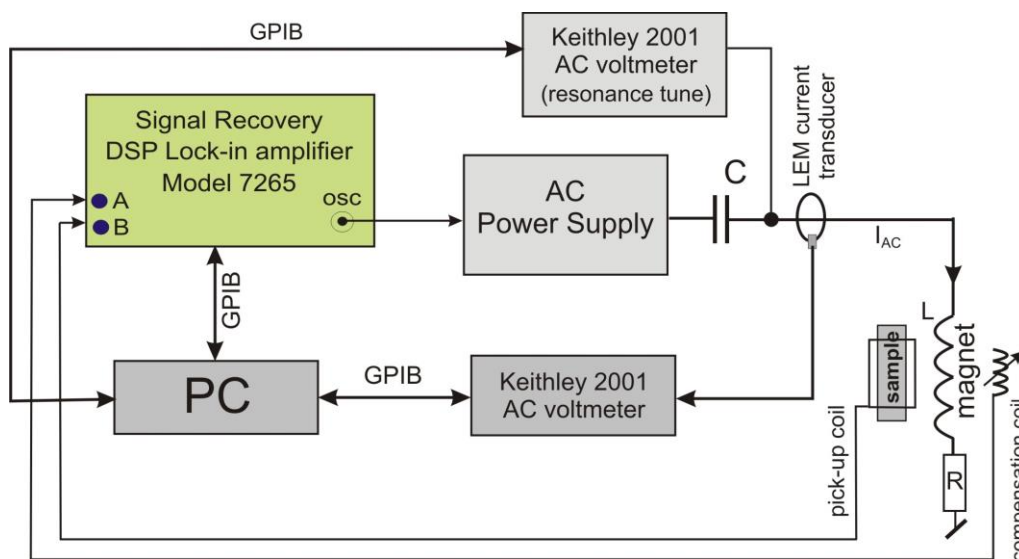 GPIB
Keithley 2001
AC voltmeter
(resonance tune)
LEM current
transducer
Signal Recovery
DSP Lock-in amplifier
Model 7265
A
B
osc
AC
Power Supply
C
I_AC
GPIB
PC
GPIB
Keithley 2001
AC voltmeter
pick-up coil
sample
L
magnet
R
compensation coil